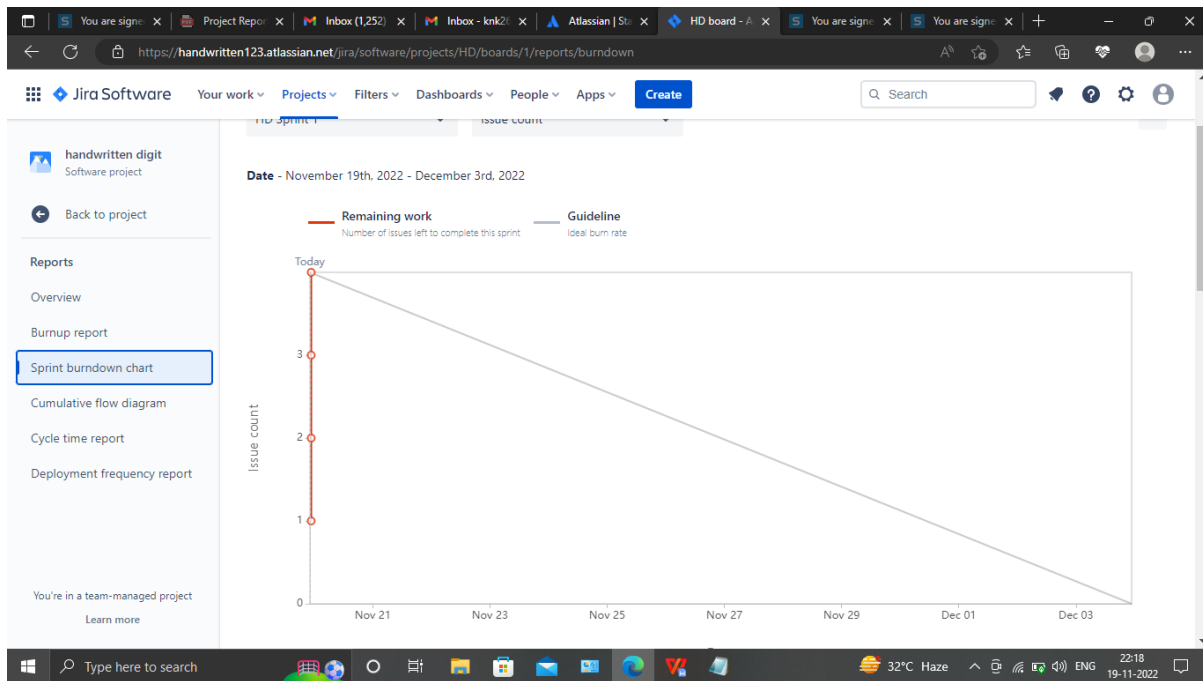 You are signe
Project Repor
Inbox (1,252)
Inbox - knk26
Atlassian | Sta
HD board - A
You are signe
You are signe
https://handwritten123.atlassian.net/jira/software/projects/HD/boards/1/reports/burndown
Jira Software
Your work
Projects
Filters
Dashboards
People
Apps
Create
Search
handwritten digit
Software project
Back to project
Reports
Overview
Burnup report
Sprint burndown chart
Cumulative flow diagram
Cycle time report
Deployment frequency report
You're in a team-managed project
Learn more
HD Sprint 1
Issue count
Date - November 19th, 2022 - December 3rd, 2022
Remaining work
Number of issues left to complete this sprint
Guideline
Ideal burn rate
Today
3
2
1
0
Issue count
Nov 21
Nov 23
Nov 25
Nov 27
Nov 29
Dec 01
Dec 03
Type here to search
32°C Haze
ENG
22:18
19-11-2022